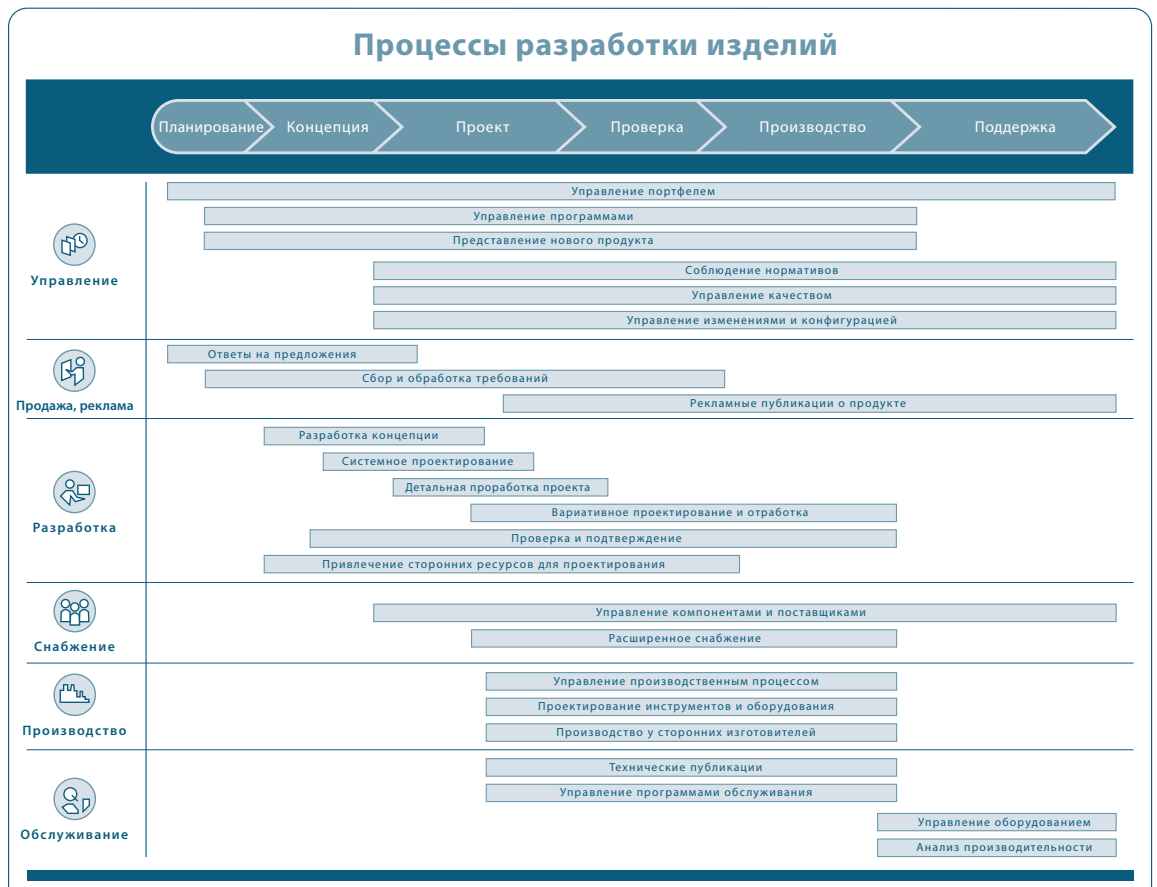 Процессы разработки изделий
Планирование
Концепция
Проект
Проверка
Производство
Поддержка
Управление
Управление портфелем
Управление программами
Представление нового продукта
Соблюдение нормативов
Управление качеством
Управление изменениями и конфигурацией
Продажа, реклама
Ответы на предложения
Сбор и обработка требований
Рекламные публикации о продукте
Разработка
Разработка концепции
Системное проектирование
Детальная проработка проекта
Вариативное проектирование и отработка
Проверка и подтверждение
Привлечение сторонних ресурсов для проектирования
Снабжение
Управление компонентами и поставщиками
Расширенное снабжение
Производство
Управление производственным процессом
Проектирование инструментов и оборудования
Производство у сторонних изготовителей
Обслуживание
Технические публикации
Управление программами обслуживания
Управление оборудованием
Анализ производительности